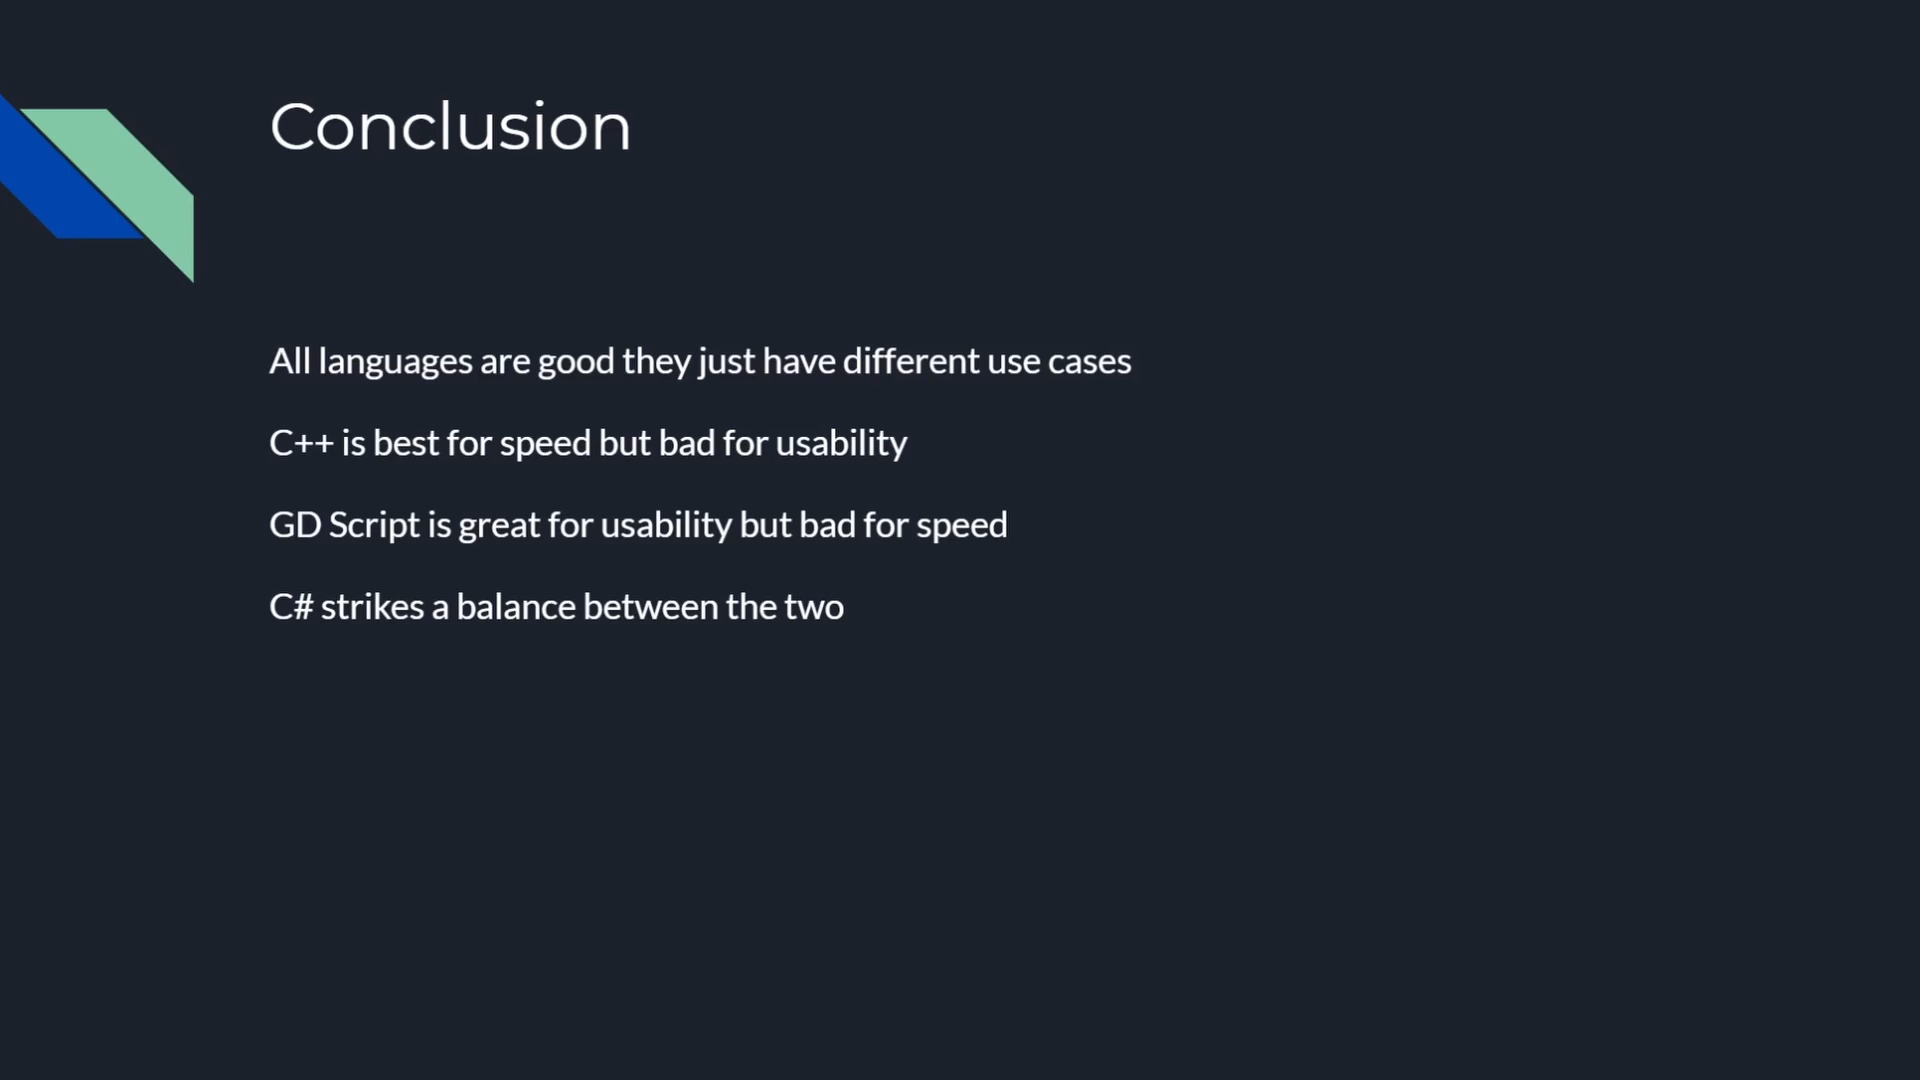 Conclusion
All languages are good they just have different use cases
C++ is best for speed but bad for usability
GD Script is great for usability but bad for speed
C# strikes a balance between the two